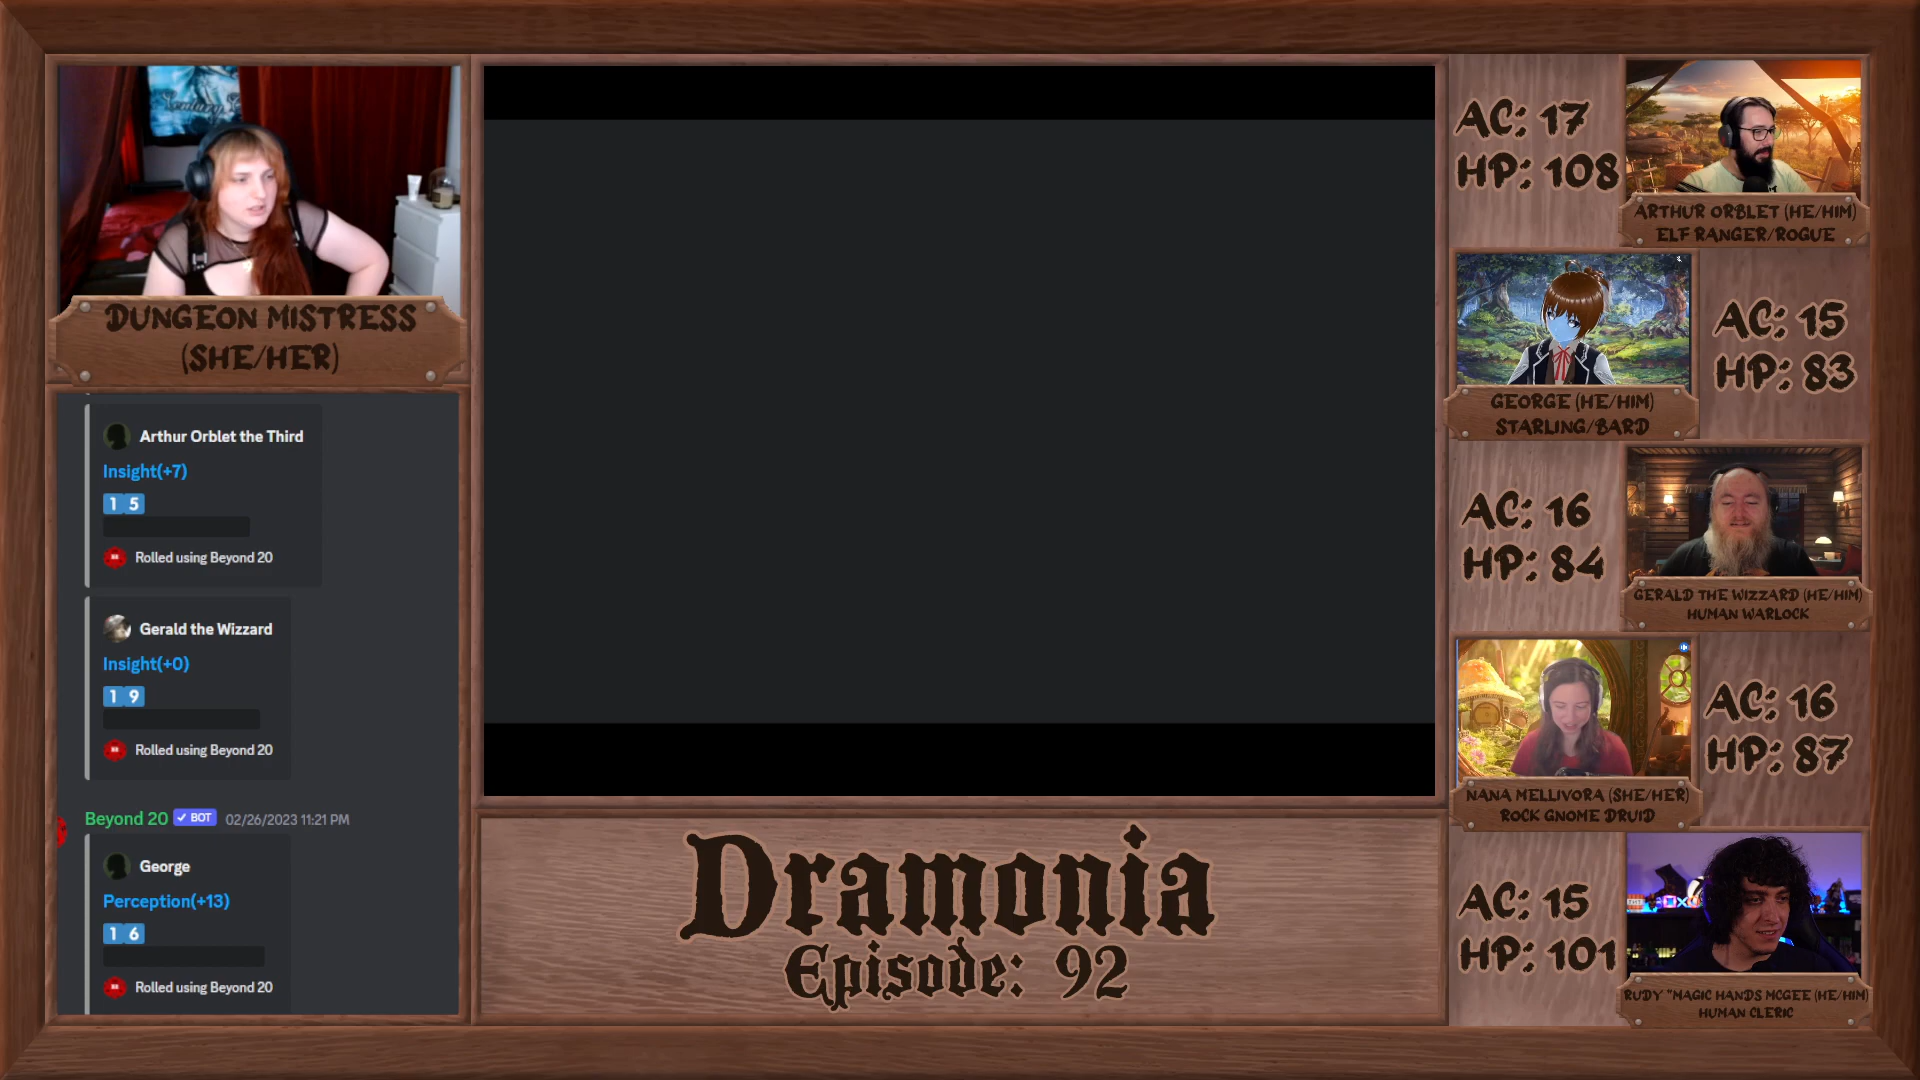 DUNGEON MISTRESS
(SHE/HER)
Arthur Orblet the Third
Insight(+7)
1 5
Rolled using Beyond 20
Gerald the Wizzard
Insight(+0)
1 9
Rolled using Beyond 20
Beyond 20 ✓ BOT 02/26/2023 11:21 PM
George
Perception(+13)
1 6
Rolled using Beyond 20
Dramonia
Episode: 92
AC: 17
HP: 108
ARTHUR ORBLET (HE/HIM)
ELF RANGER/ROGUE
GEORGE (HE/HIM)
STARLING/BARD
AC: 15
HP: 83
AC: 16
HP: 84
GERALD THE WIZZARD (HE/HIM)
HUMAN WARLOCK
NANA MELLIVORA (SHE/HER)
ROCK GNOME DRUID
AC: 16
HP: 87
AC: 15
HP: 101
RUDY "MAGIC HANDS MCGEE (HE/HIM)
HUMAN CLERIC